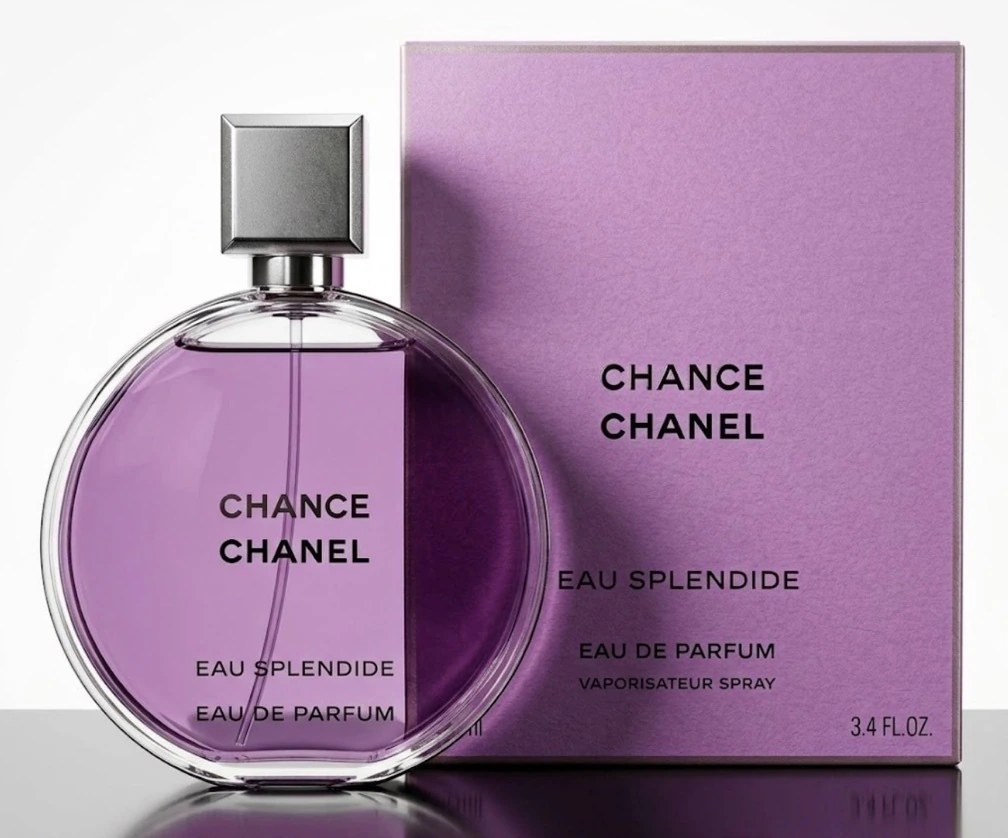 CHANCE
CHANEL
EAU SPLENDIDE
EAU DE PARFUM
CHANCE
CHANEL
EAU SPLENDIDE
EAU DE PARFUM
VAPORISATEUR SPRAY
ml
3.4 FL.OZ.